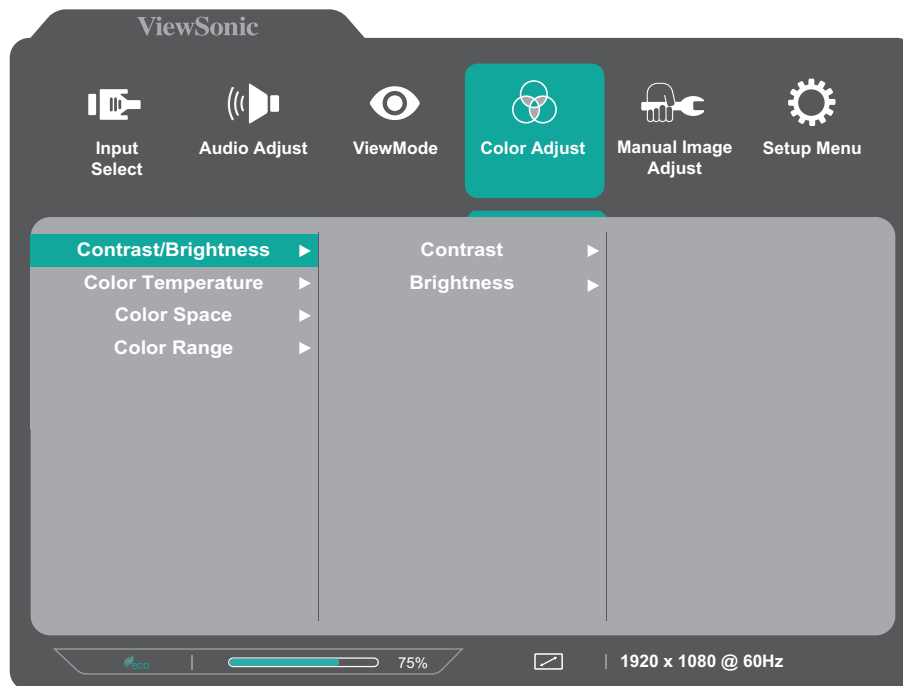 ViewSonic
Input Select
Audio Adjust
ViewMode
Color Adjust
Manual Image Adjust
Setup Menu
Contrast/Brightness
Contrast
Color Temperature
Brightness
Color Space
Color Range
ECO
75%
1920 x 1080 @ 60Hz